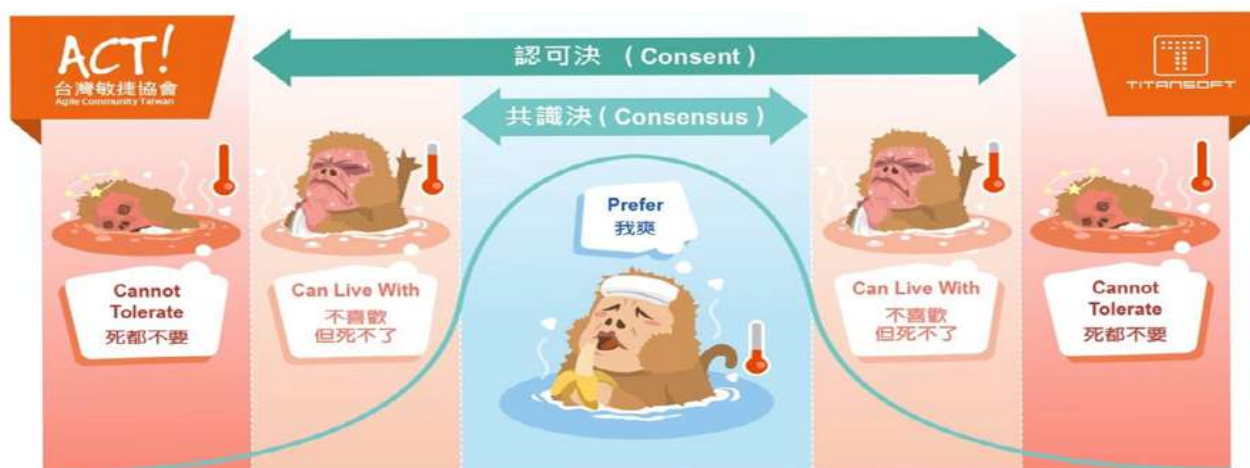 ACT!
台灣敏捷協會
Agile Community Taiwan
認可決 (Consent)
TiTANSOFT
共識決 (Consensus)
Prefer
我爽
Cannot
Tolerate
死都不要
Can Live With
不喜歡
但死不了
Can Live With
不喜歡
但死不了
Cannot
Tolerate
死都不要